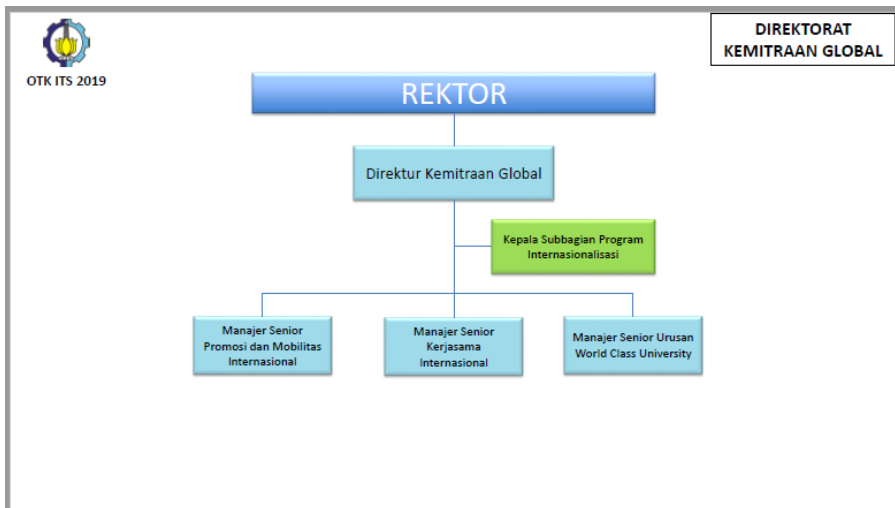 DIREKTORAT
KEMITRAAN GLOBAL
OTK ITS 2019
REKTOR
Direktur Kemitraan Global
Kepala Subbagian Program
Internasionalisasi
Manajer Senior
Promosi dan Mobilitas
Internasional
Manajer Senior
Kerjasama
Internasional
Manajer Senior Urusan
World Class University